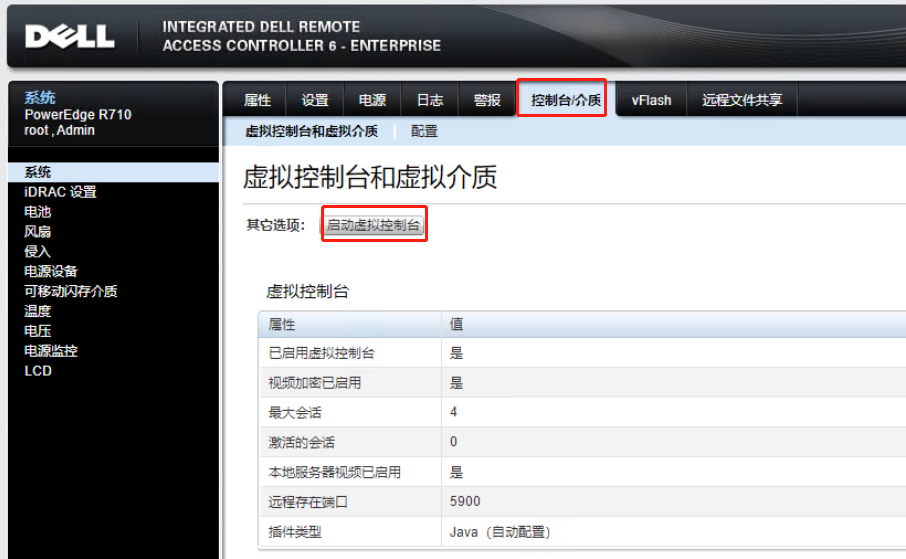 DELL
INTEGRATED DELL REMOTE
ACCESS CONTROLLER 6 - ENTERPRISE
系统
PowerEdge R710
root , Admin
属性 设置 电源 日志 警报 控制台/介质 vFlash 远程文件共享
虚拟控制台和虚拟介质 配置
系统
iDRAC 设置
电池
风扇
侵入
电源设备
可移动闪存介质
温度
电压
电源监控
LCD
虚拟控制台和虚拟介质
其它选项： 启动虚拟控制台
虚拟控制台
属性 值
已启用虚拟控制台 是
视频加密已启用 是
最大会话 4
激活的会话 0
本地服务器视频已启用 是
远程存在端口 5900
插件类型 Java（自动配置）